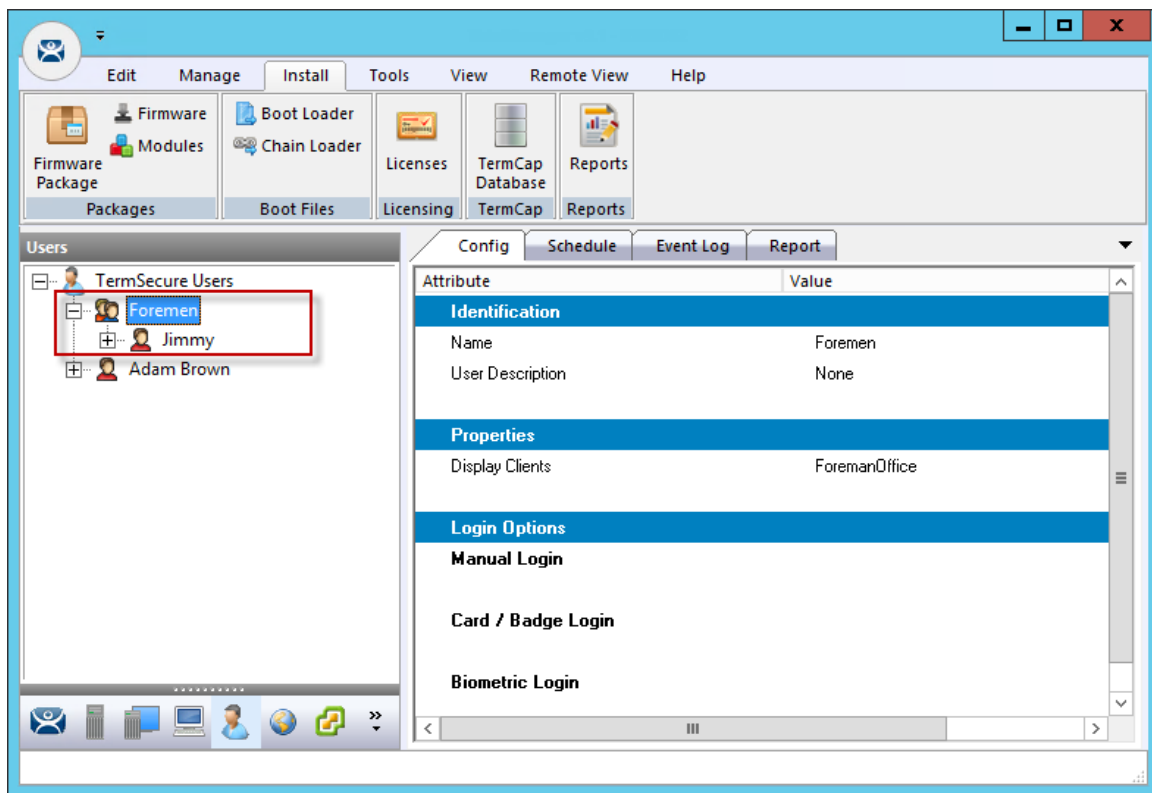 Edit Manage Install Tools View Remote View Help
Firmware Package
Firmware
Modules
Packages
Boot Loader
Chain Loader
Boot Files
Licenses
Licensing
TermCap Database
TermCap
Reports
Reports
Users
TermSecure Users
Foremen
Jimmy
Adam Brown
Config Schedule Event Log Report
Attribute Value
Identification
Name Foremen
User Description None
Properties
Display Clients ForemanOffice
Login Options
Manual Login
Card / Badge Login
Biometric Login